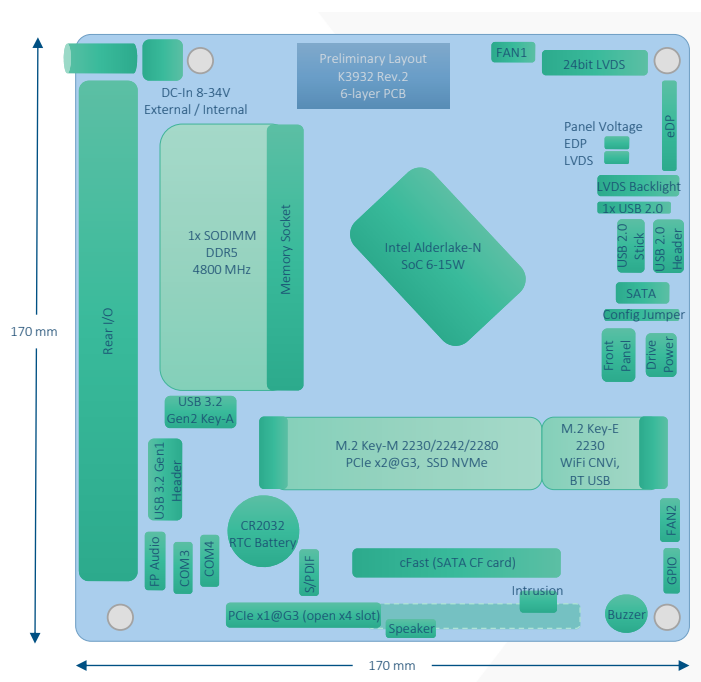 Preliminary Layout
K3932 Rev.2
6-layer PCB
FAN1
24bit LVDS
DC-In 8-34V
External / Internal
eDP
Panel Voltage
EDP
LVDS
LVDS Backlight
1x USB 2.0
USB 2.0
Stick
USB 2.0
Header
1x SODIMM
DDR5
4800 MHz
Memory Socket
Intel Alderlake-N
SoC 6-15W
SATA
Config Jumper
Front
Panel
Drive
Power
170 mm
Rear I/O
USB 3.2
Gen2 Key-A
M.2 Key-M 2230/2242/2280
PCIe x2@G3, SSD NVMe
M.2 Key-E
2230
WiFi CNVi,
BT USB
USB 3.2 Gen1
Header
CR2032
RTC Battery
FAN2
FP Audio
COM3
COM4
S/PDIF
cFast (SATA CF card)
GPIO
Intrusion
PCIe x1@G3 (open x4 slot)
Speaker
Buzzer
170 mm